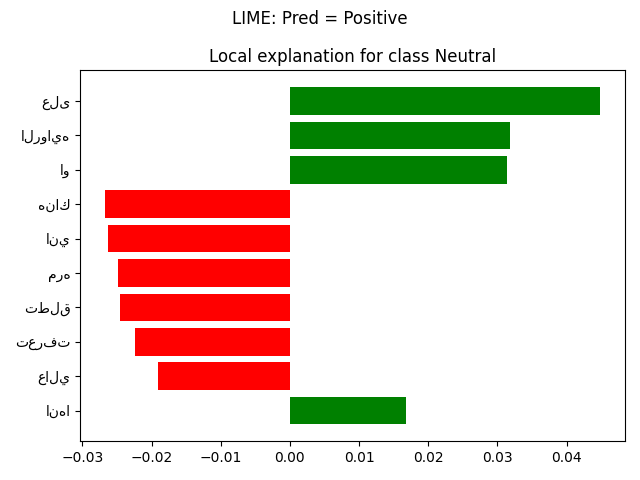 LIME: Pred = Positive
Local explanation for class Neutral
على
الروايه
او
هناك
اني
مره
تطلق
تعرفت
عالي
انها
−0.03 −0.02 −0.01 0.00 0.01 0.02 0.03 0.04